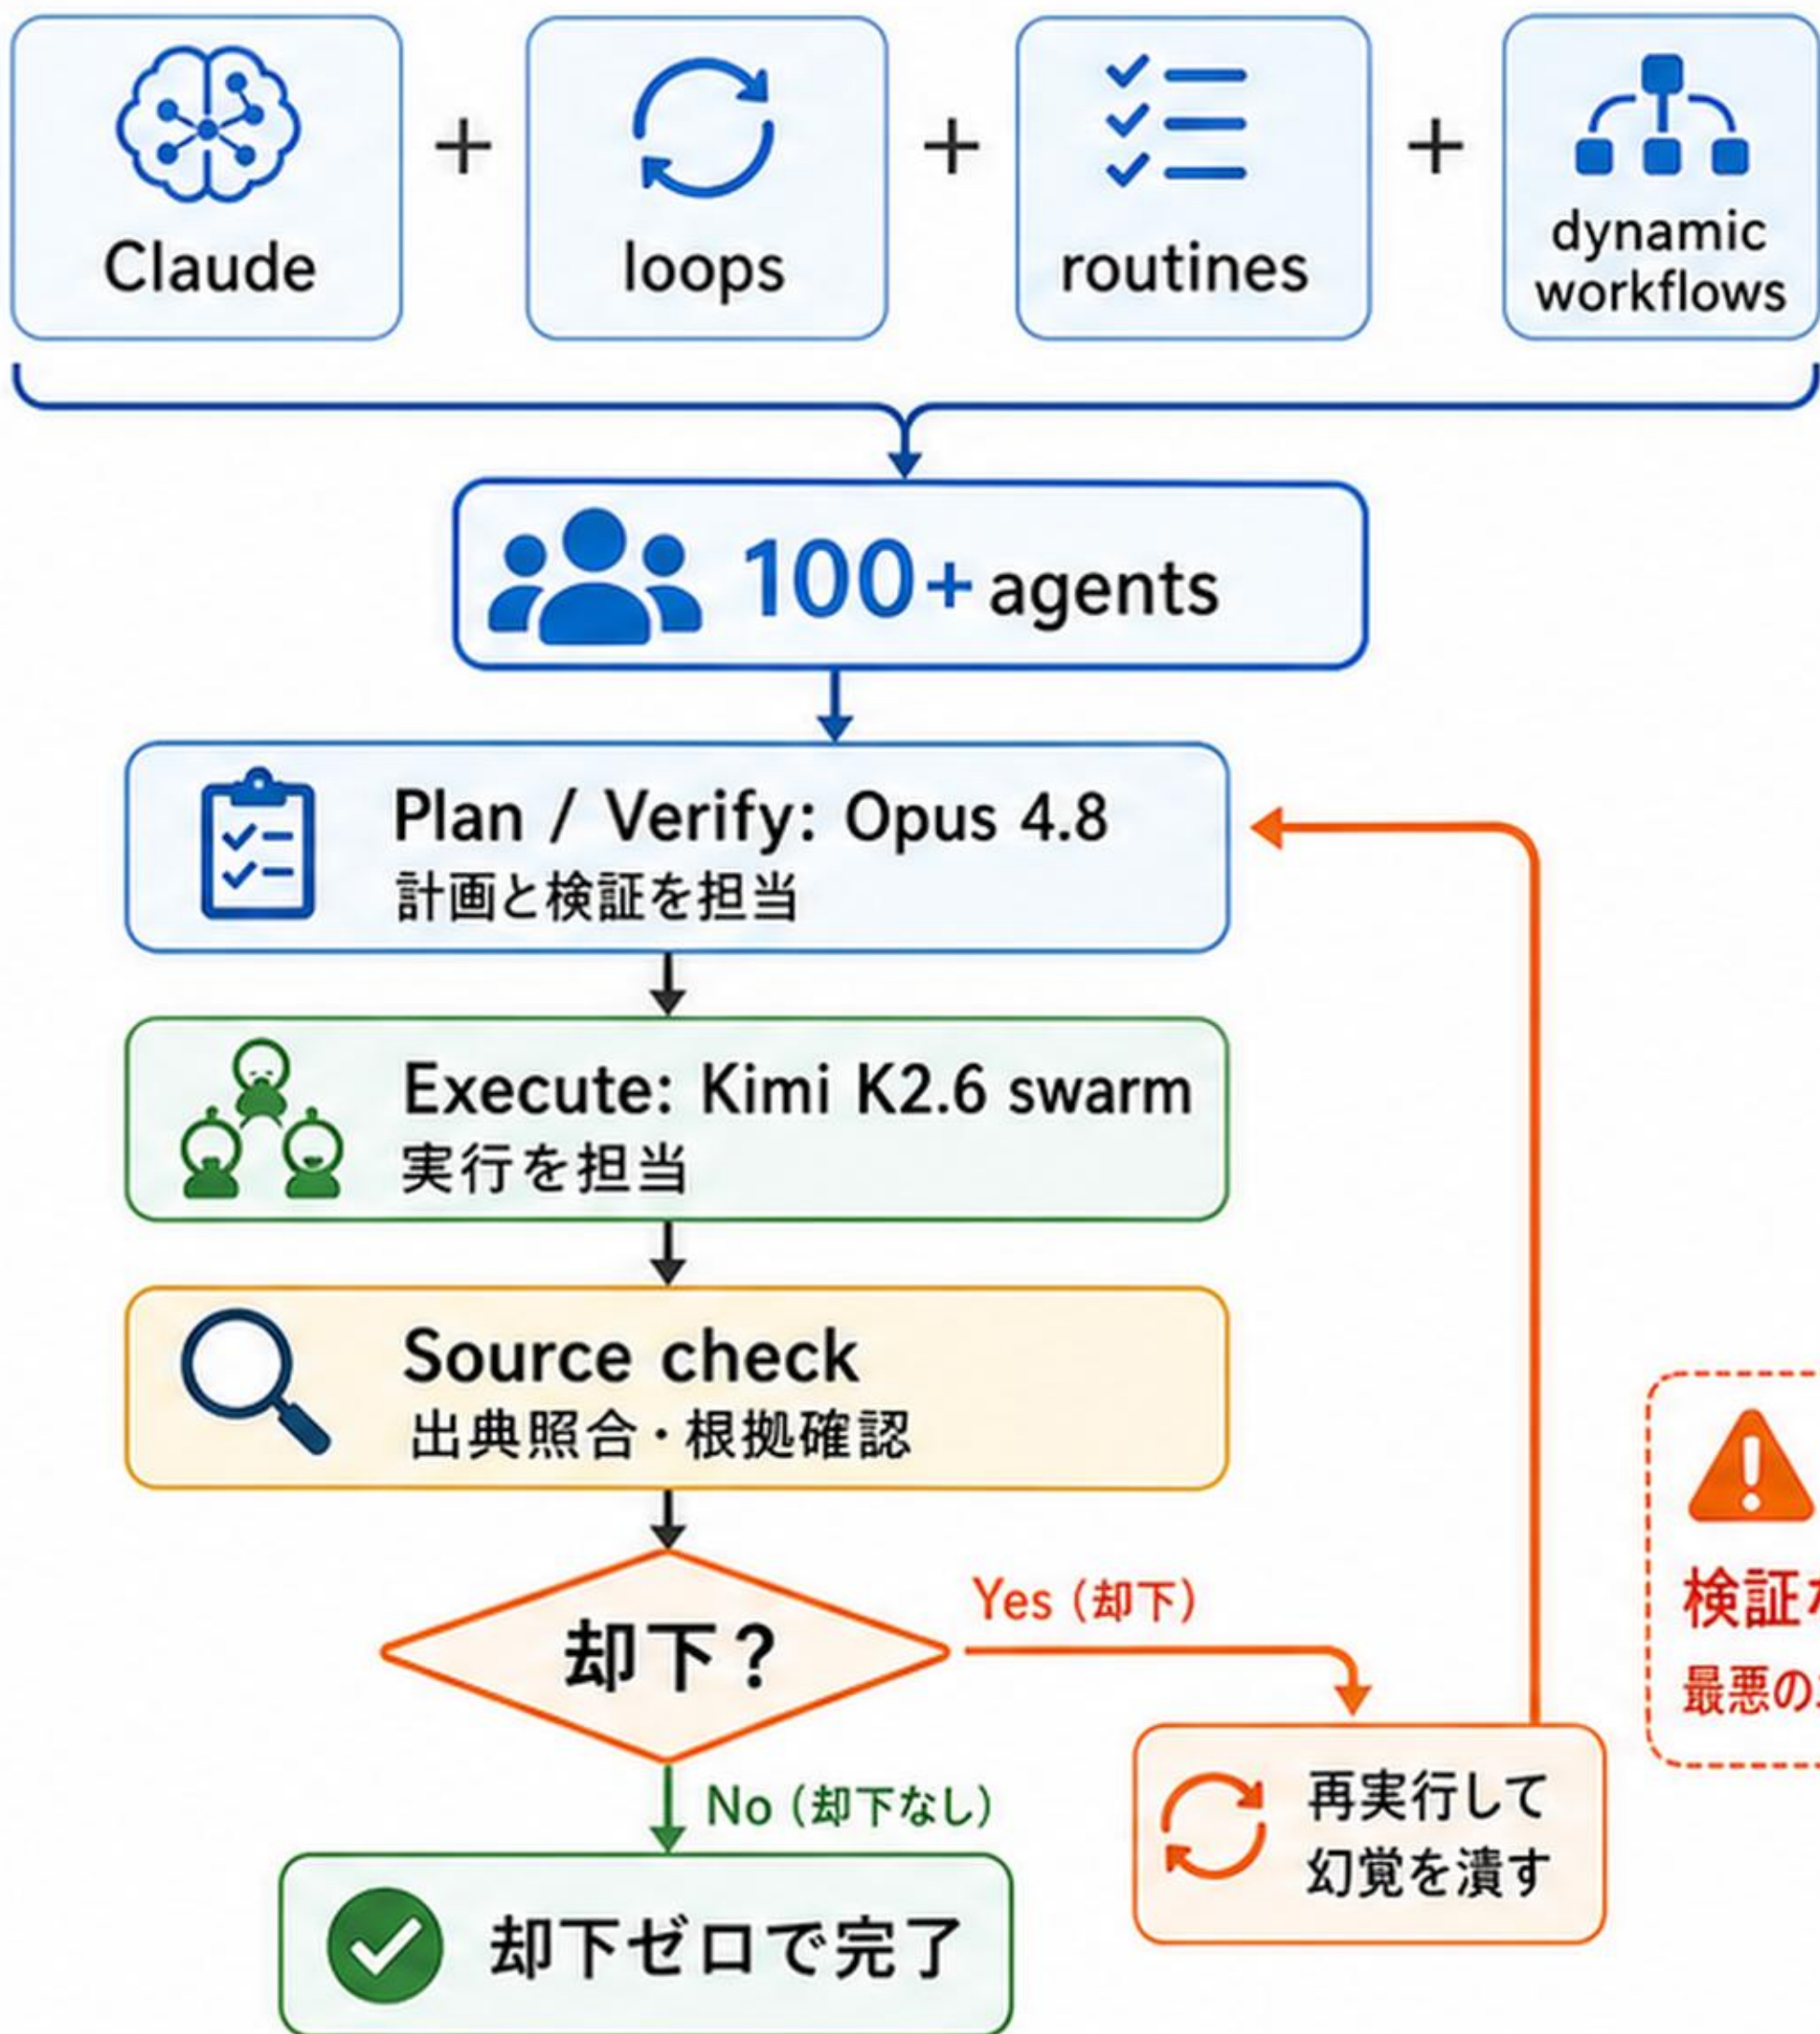 Claude
+
loops
+
routines
+
dynamic
workflows
100+ agents
Plan / Verify: Opus 4.8
計画と検証を担当
Execute: Kimi K2.6 swarm
実行を担当
Source check
出典照合・根拠確認
却下？
Yes（却下）
検証
最悪の
No（却下なし）
再実行して
幻覚を潰す
却下ゼロで完了